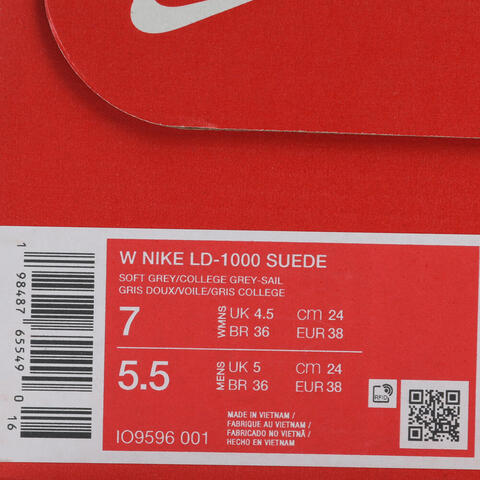 W NIKE LD-1000 SUEDE
SOFT GREY/COLLEGE GREY-SAIL
GRIS DOUX/VOILE/GRIS COLLEGE
7 WMNS UK 4.5 cm 24
BR 36 EUR 38
5.5 MENS UK 5 cm 24
BR 36 EUR 38
IO9596 001
MADE IN VIETNAM /
FABRIQUE AU VIETNAM /
FABRICADO NO VIETNÃ /
HECHO EN VIETNAM
RFID
1 98487 65549 0 16